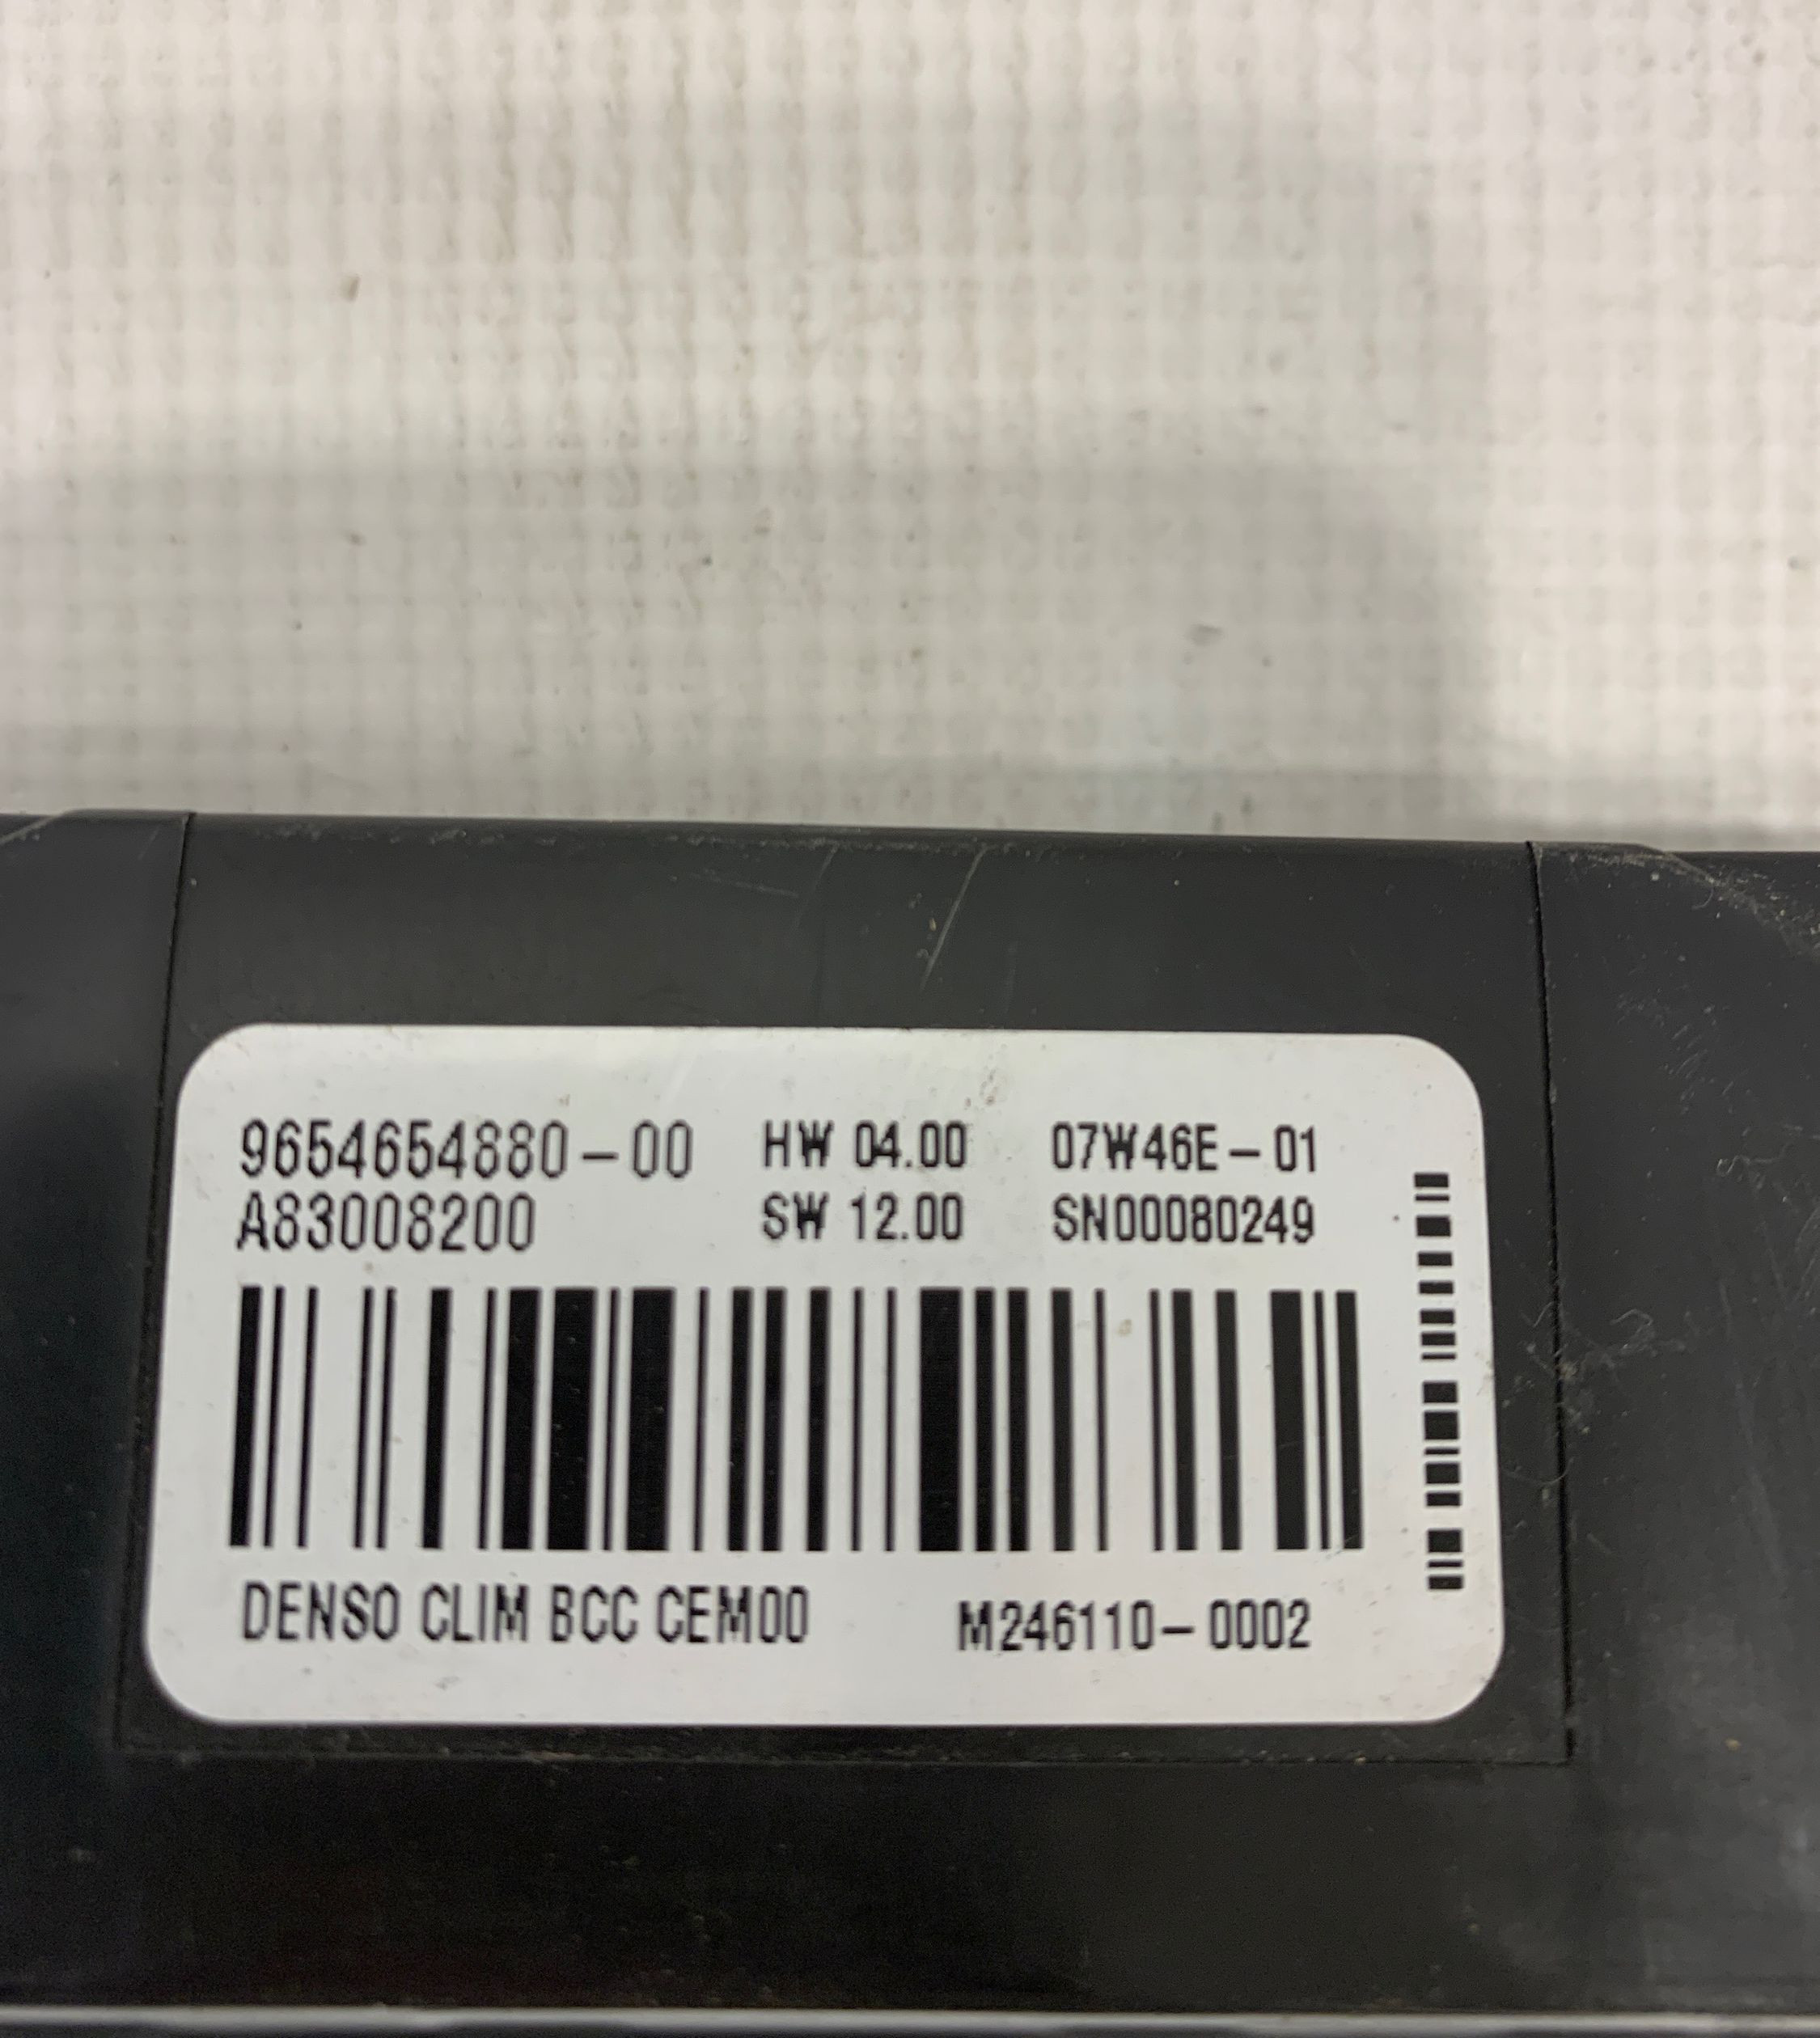 9654654880-00 HW 04.00 07W46E-01
A83008200 SW 12.00 SN00080249
DENSO CLIM BCC CEM00 M246110-0002